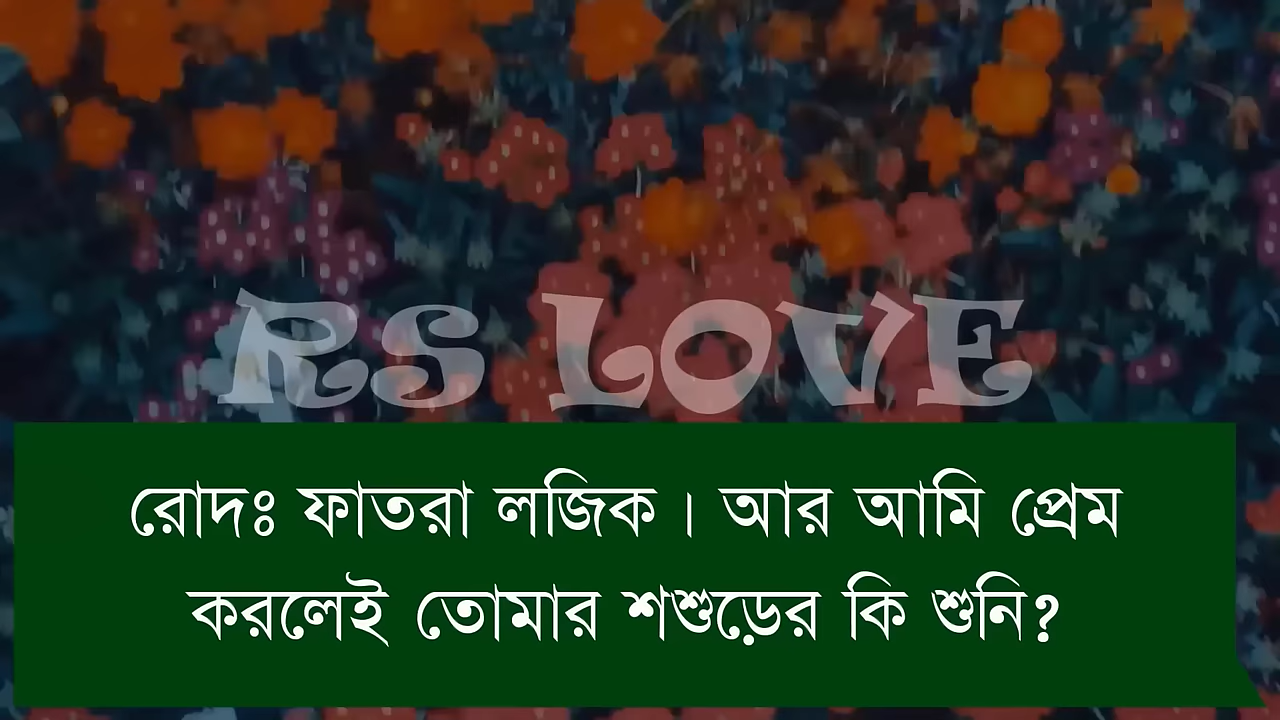 RS LOVE
রোদঃ ফাতরা লজিক। আর আমি প্রেম
করলেই তোমার শশুড়ের কি শুনি?